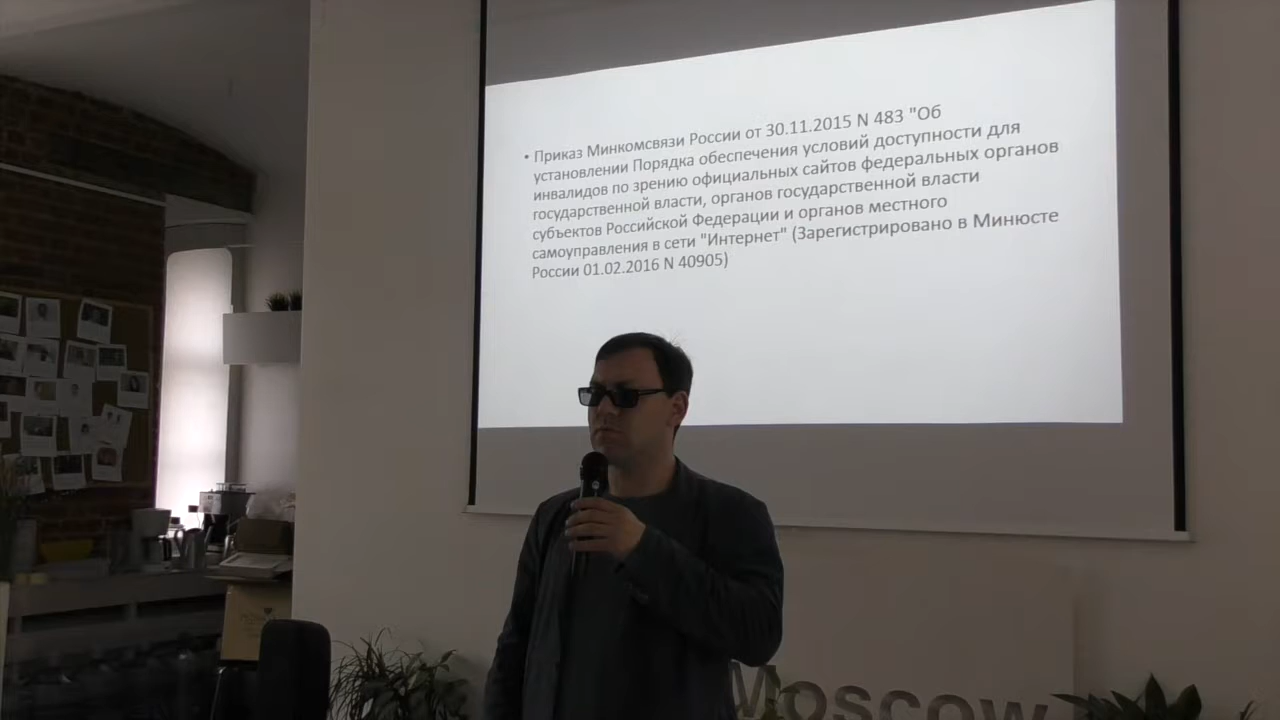 • Приказ Минкомсвязи России от 30.11.2015 N 483 "Об
установлении Порядка обеспечения условий доступности для
инвалидов по зрению официальных сайтов федеральных органов
государственной власти, органов государственной власти
субъектов Российской Федерации и органов местного
самоуправления в сети "Интернет" (Зарегистрировано в Минюсте
России 01.02.2016 N 40905)
Moscow